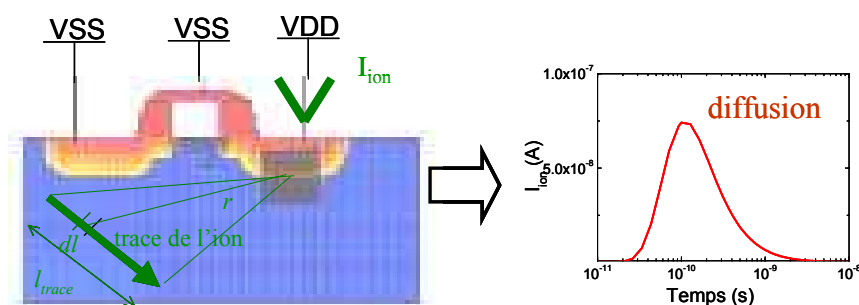 VSS
VSS
VDD
I_ion
r
dl
trace de l'ion
l_trace
I_ion (A)
1.0x10^-7
diffusion
5.0x10^-8
10^-11
10^-10
10^-9
10^-8
Temps (s)